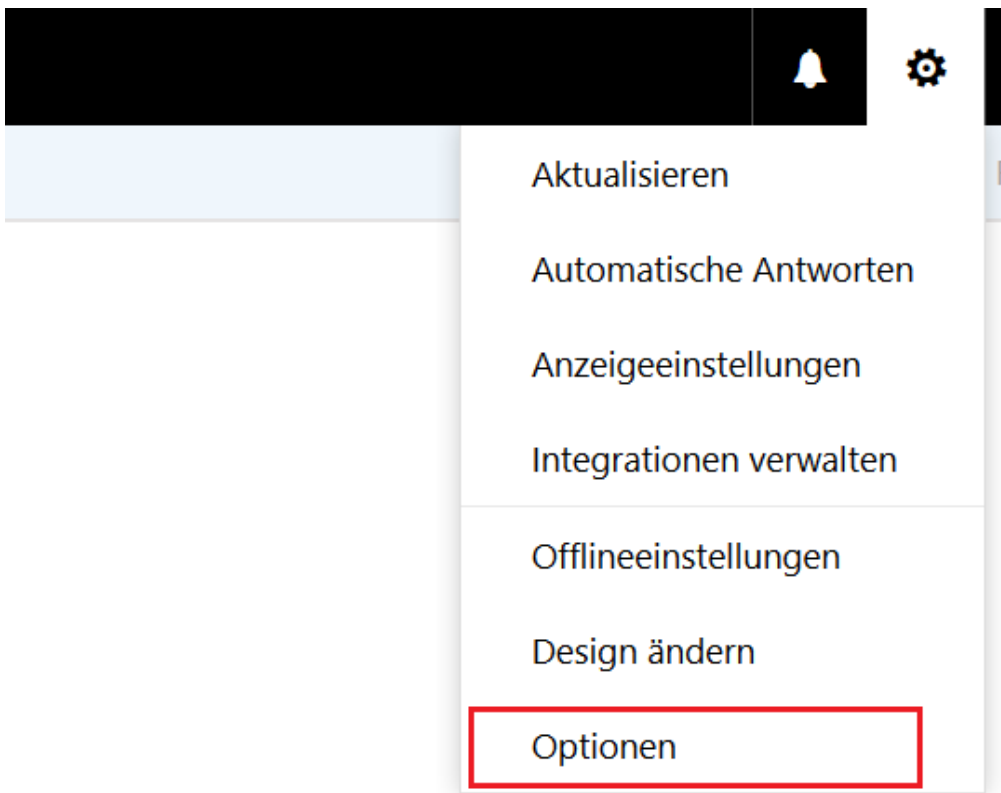 Aktualisieren
Automatische Antworten
Anzeigeeinstellungen
Integrationen verwalten
Offlineeinstellungen
Design ändern
Optionen